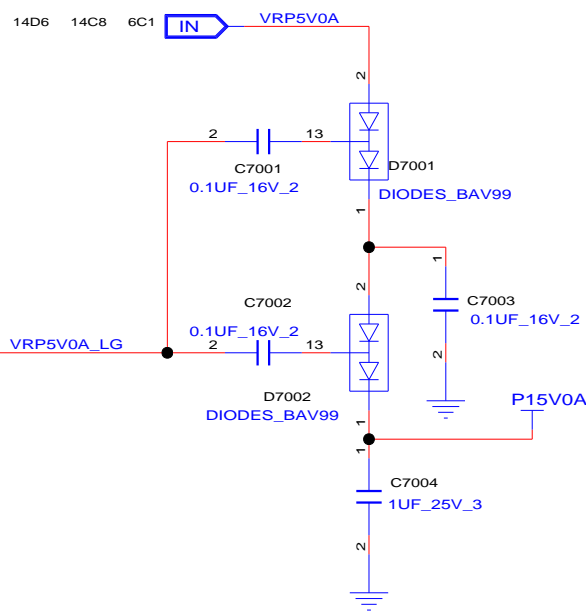 14D6 14C8 6C1 IN VRP5V0A
2
2 13
C7001 D7001
0.1UF_16V_2 DIODES_BAV99
1
2 1
C7002 C7003
0.1UF_16V_2 0.1UF_16V_2
VRP5V0A_LG 2 13
2
D7002 P15V0A
DIODES_BAV99
1
1
C7004
1UF_25V_3
2